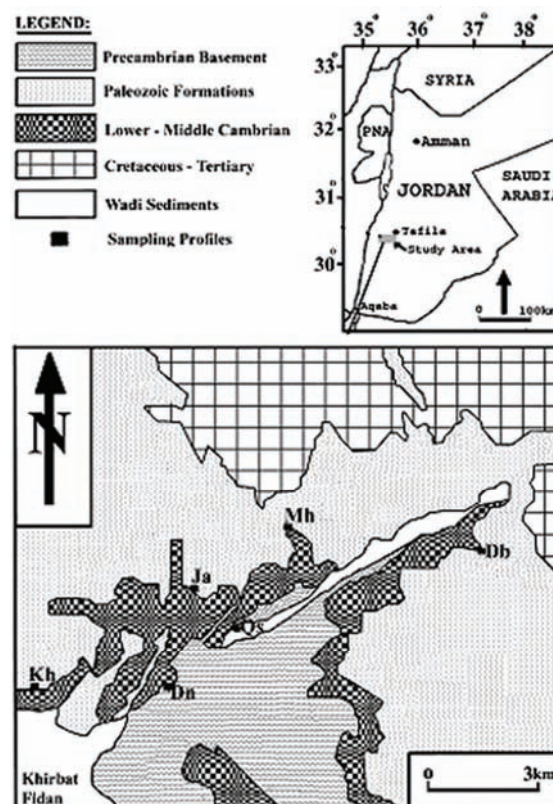 LEGEND:
Precambrian Basement
Paleozoic Formations
Lower - Middle Cambrian
Cretaceous - Tertiary
Wadi Sediments
Sampling Profiles
35° 36° 37° 38°
33°
32°
31°
30°
SYRIA
PNA
Amman
JORDAN
SAUDI
ARABIA
Tafila
Study Area
Aqaba
0 100km
N
Mh
Db
Ja
Kh
Dn
Khirbat
Fidan
0 3km